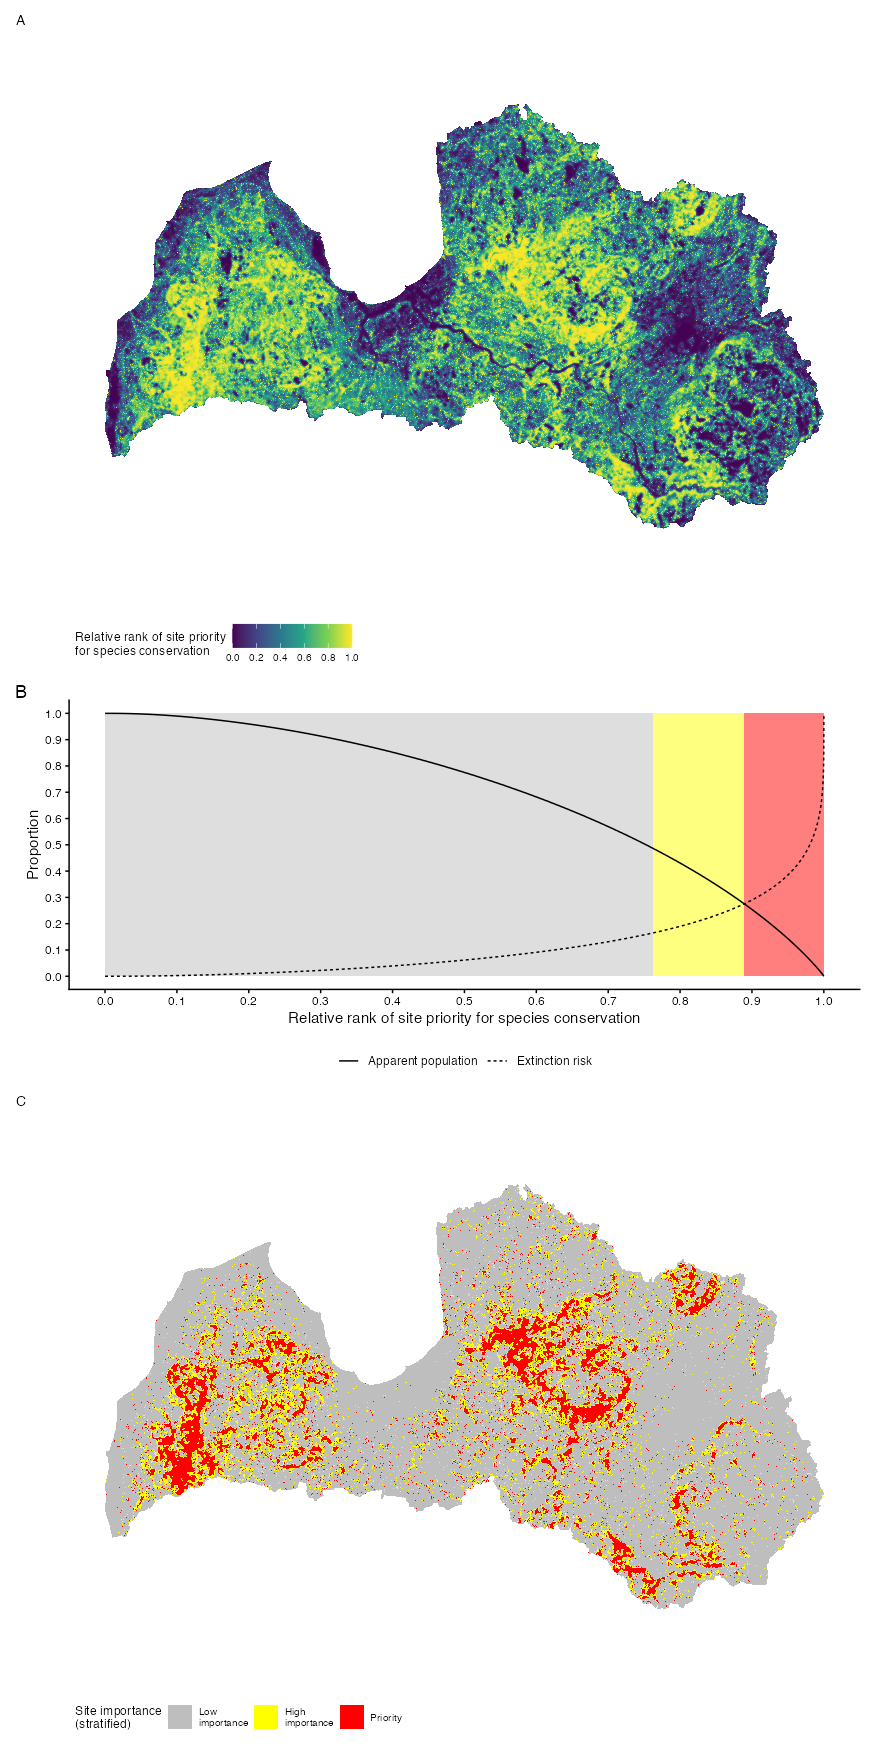 A
Relative rank of site priority
for species conservation
0.0 0.2 0.4 0.6 0.8 1.0
B
1.0
0.9
0.8
0.7
0.6
0.5
0.4
0.3
0.2
0.1
0.0
Proportion
0.0 0.1 0.2 0.3 0.4 0.5 0.6 0.7 0.8 0.9 1.0
Relative rank of site priority for species conservation
Apparent population Extinction risk
C
Site importance
(stratified)
Low
importance
High
importance
Priority